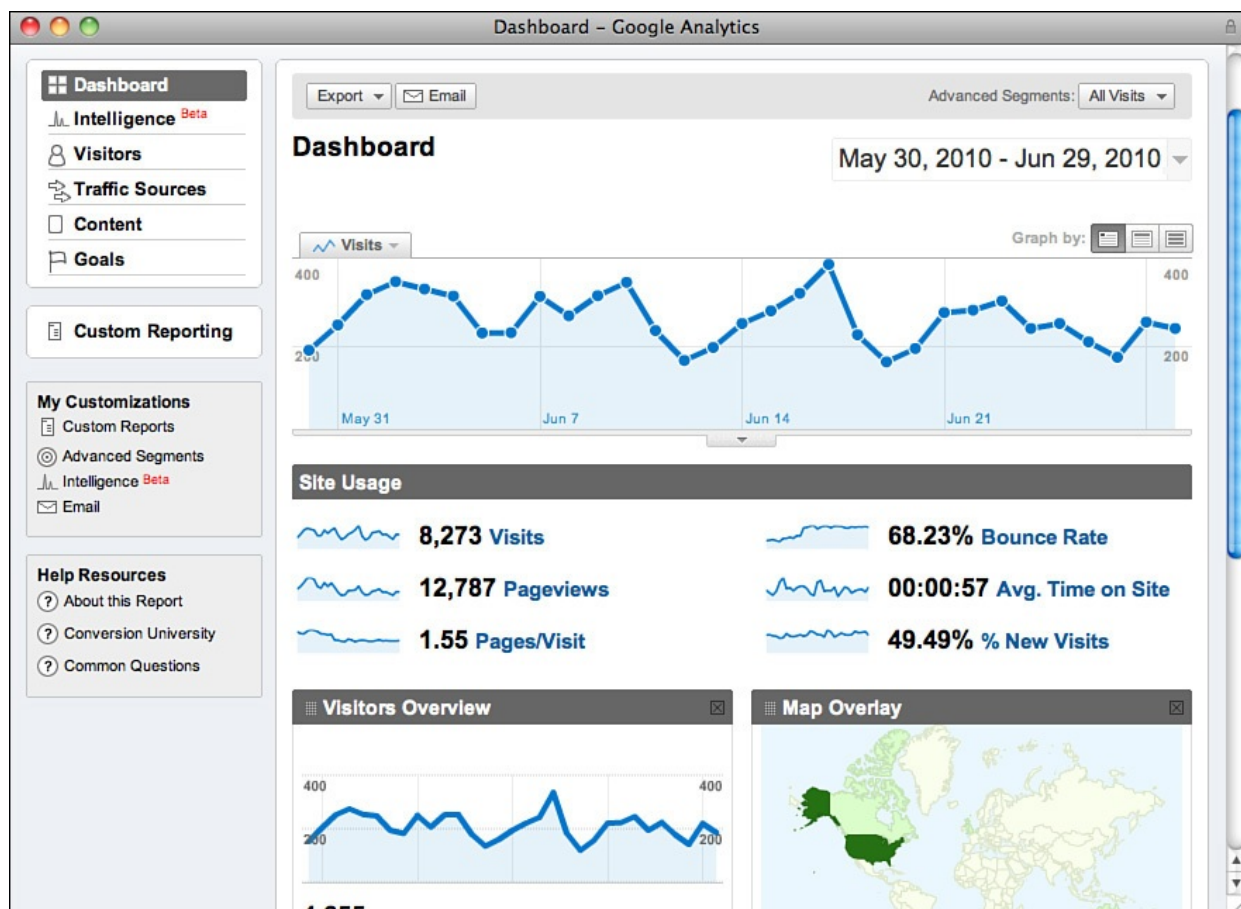 Dashboard – Google Analytics
Dashboard
Intelligence Beta
Visitors
Traffic Sources
Content
Goals
Custom Reporting
My Customizations
Custom Reports
Advanced Segments
Intelligence Beta
Email
Help Resources
? About this Report
? Conversion University
? Common Questions
Export Email Advanced Segments: All Visits
Dashboard
May 30, 2010 - Jun 29, 2010
Visits
Graph by:
400 400
200 200
May 31 Jun 7 Jun 14 Jun 21
Site Usage
8,273 Visits
68.23% Bounce Rate
12,787 Pageviews
00:00:57 Avg. Time on Site
1.55 Pages/Visit
49.49% % New Visits
Visitors Overview
400 400
200 200
Map Overlay